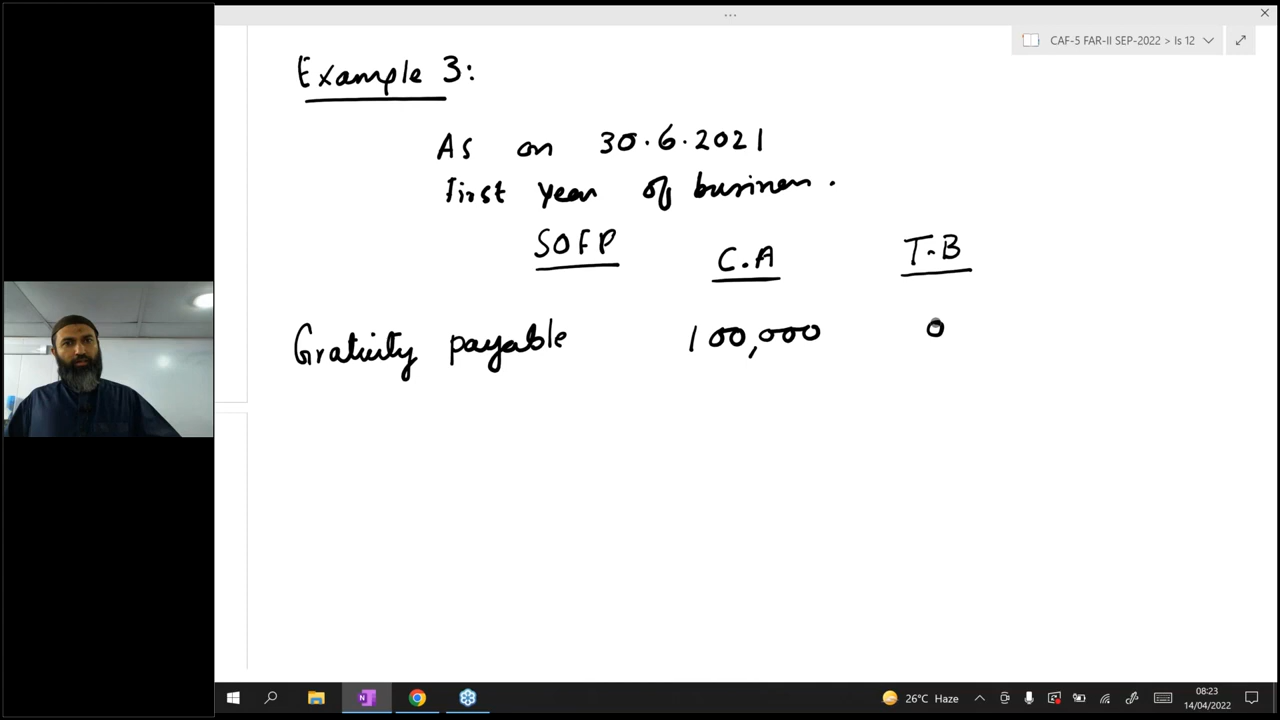 CAF-5 FAR-II SEP-2022 > Is 12
Example 3:
As on 30.6.2021
First year of business.
SOFP C.A T.B
Gratuity payable 100,000 0
26°C Haze
08:23
14/04/2022